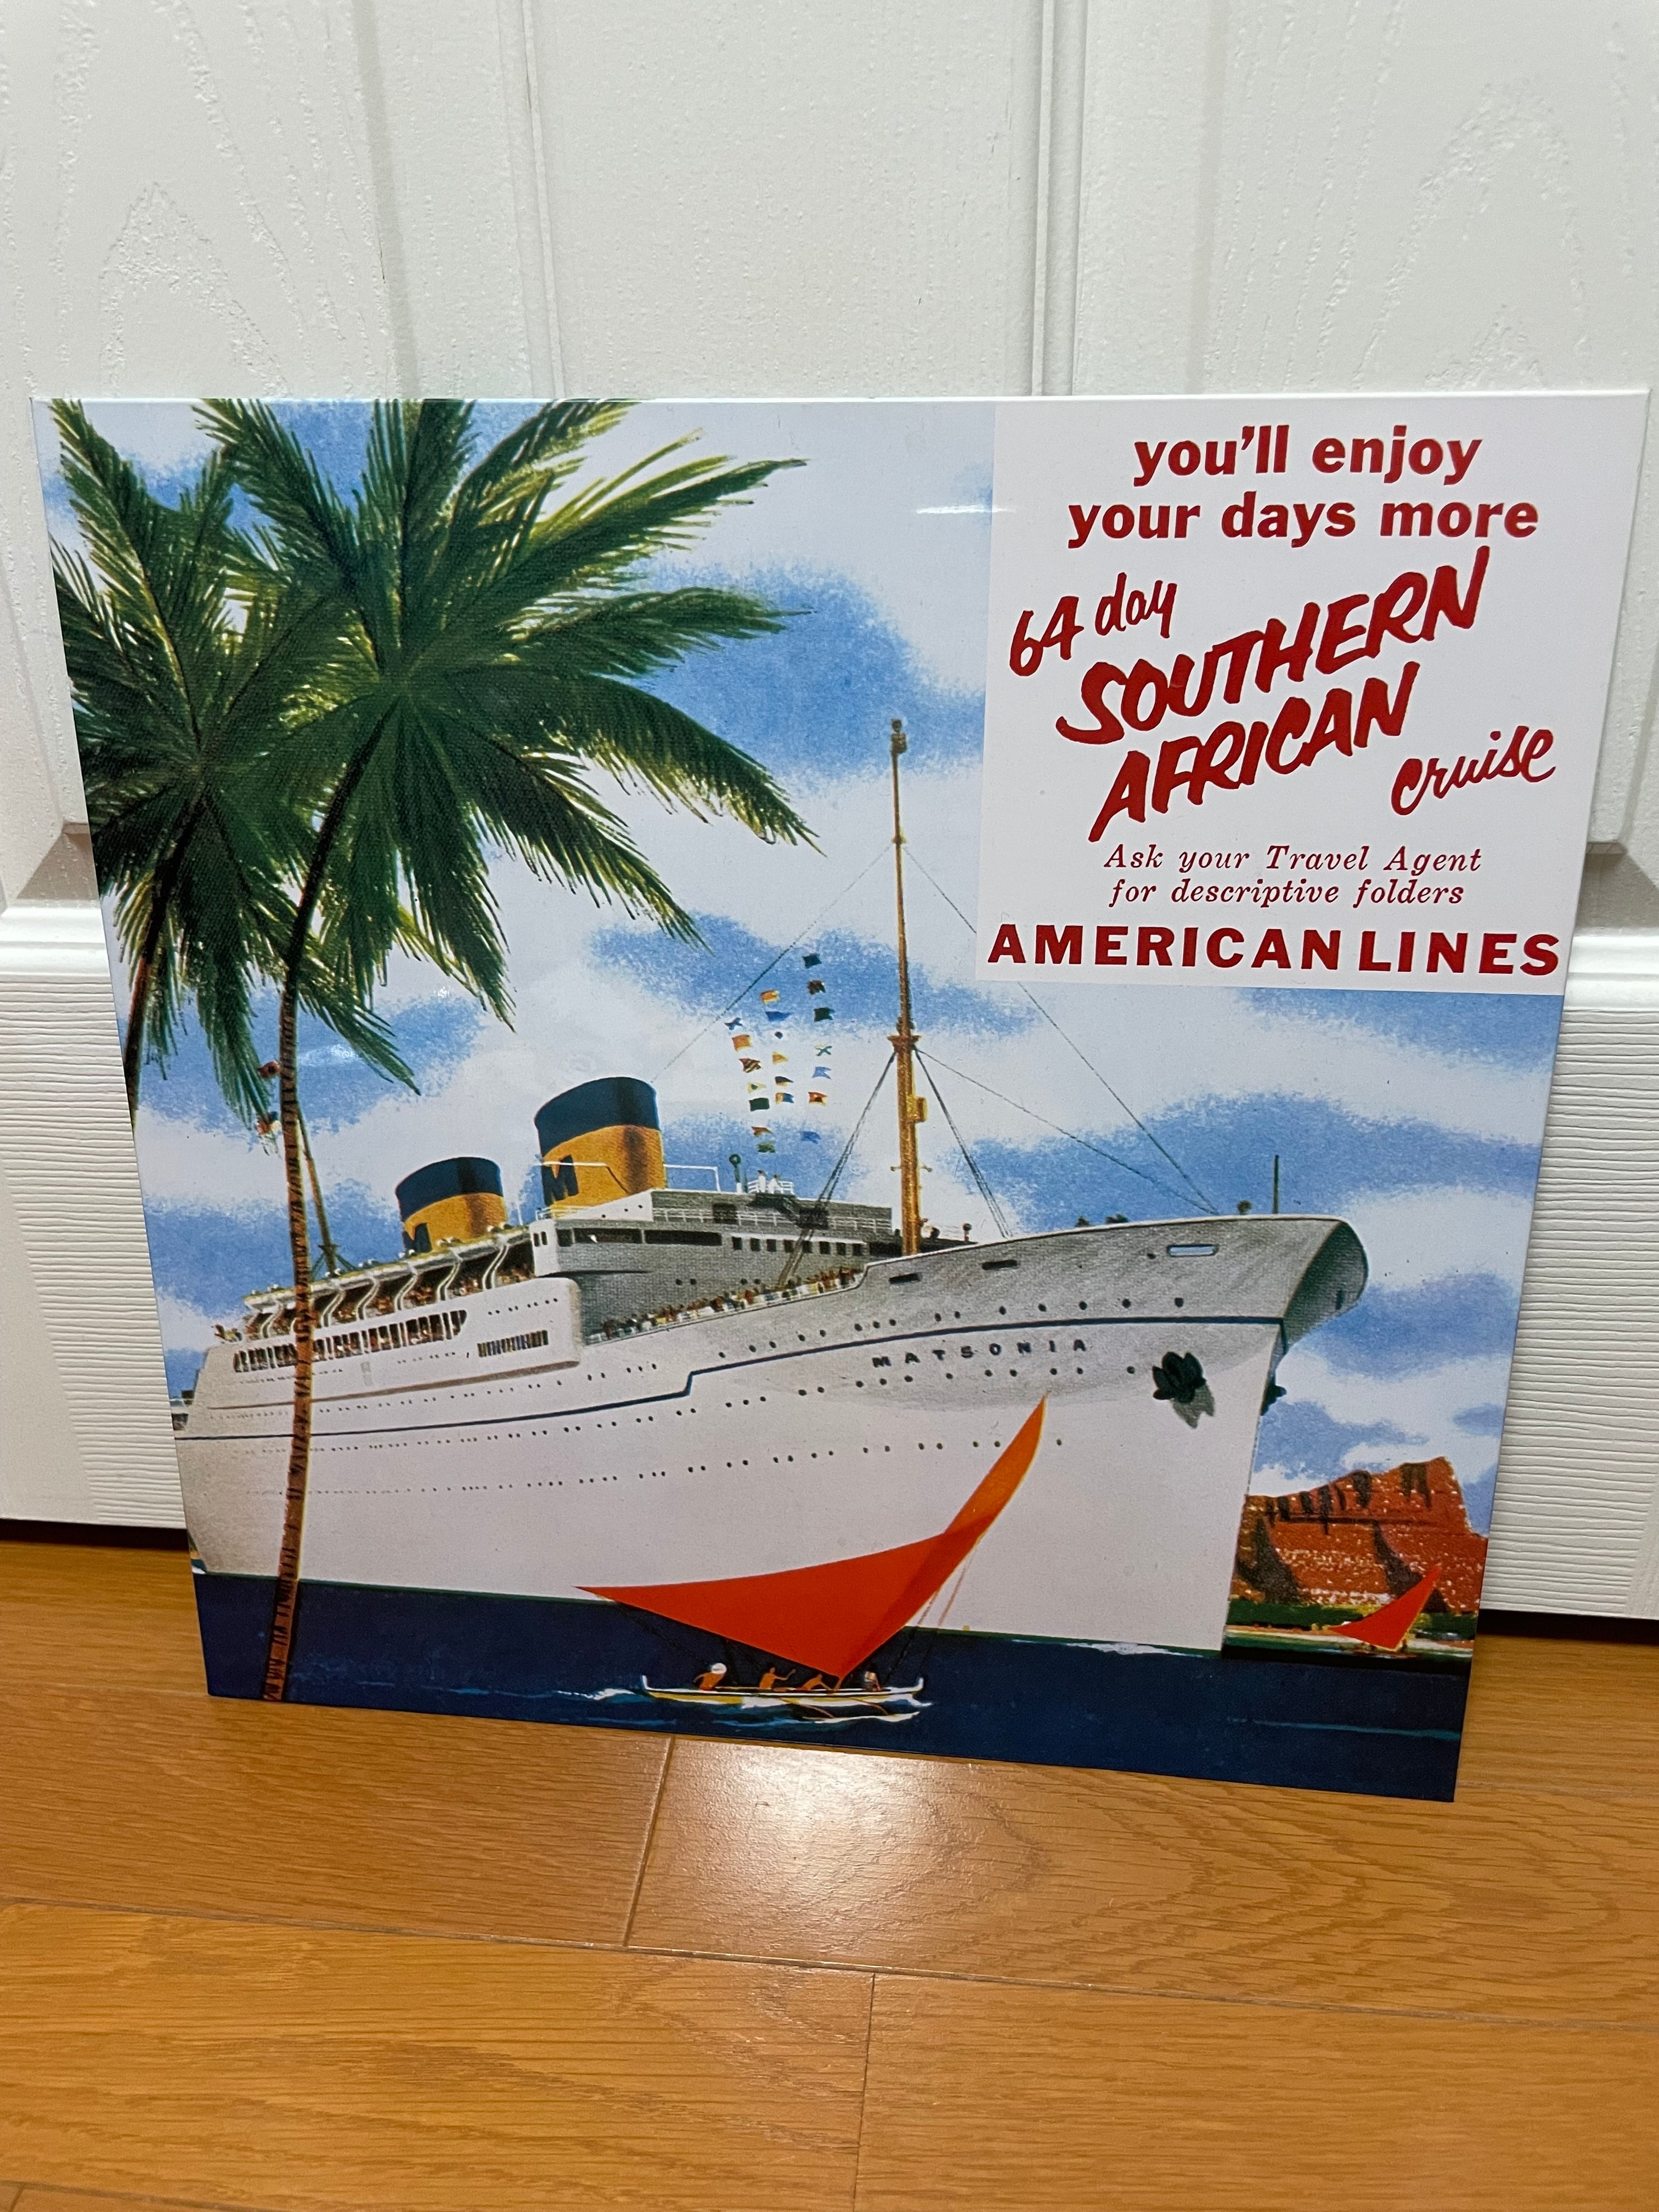 you'll enjoy
your days more
64 day
SOUTHERN
AFRICAN
cruise
Ask your Travel Agent
for descriptive folders
AMERICAN LINES
M
M
MATSONIA